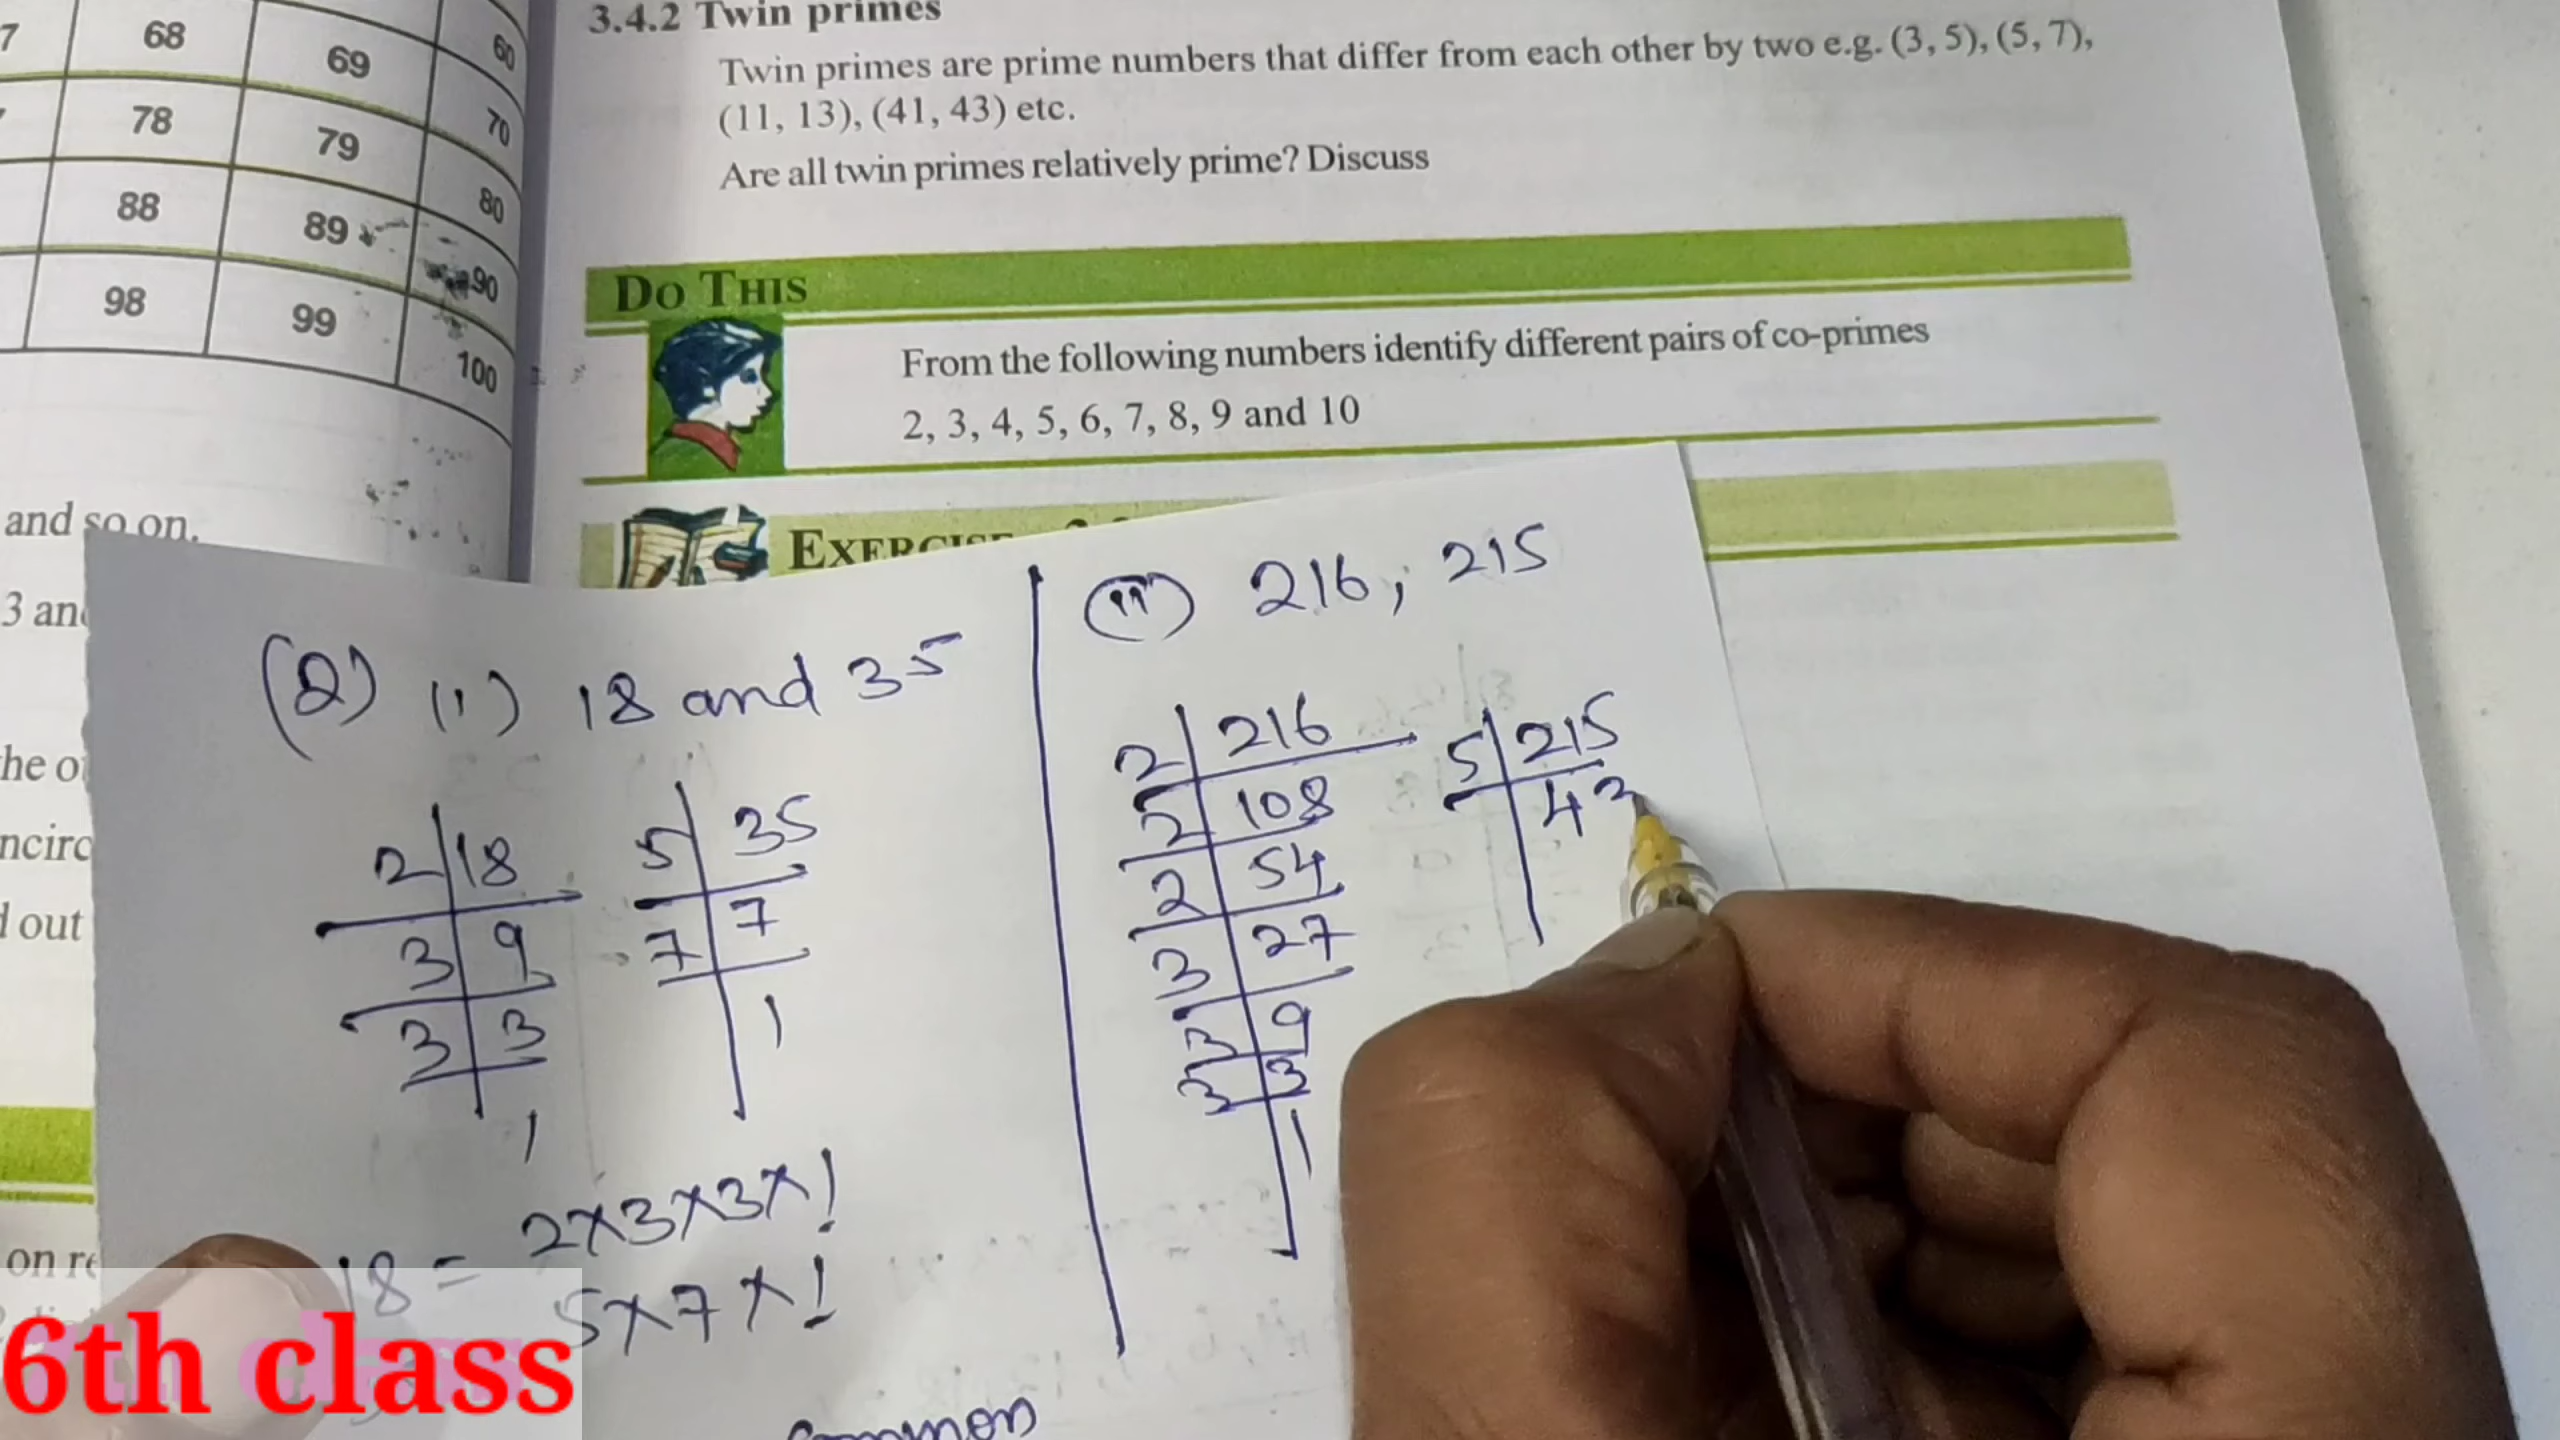 7 68 69 60
78 79 70
88 89 80
98 99 90
100
and so on.
3 and
he o
ncirc
d out
on re
3.4.2 Twin primes
Twin primes are prime numbers that differ from each other by two e.g. (3, 5), (5, 7),
(11, 13), (41, 43) etc.
Are all twin primes relatively prime? Discuss
DO THIS
From the following numbers identify different pairs of co-primes
2, 3, 4, 5, 6, 7, 8, 9 and 10
EXERCISE
(2) (i) 18 and 35
2 18
3 9
3 3
1
5 35
7 7
1
18 = 2×3×3×1
5×7×1
common
(ii) 216, 215
2 216
2 108
2 54
3 27
3 9
3 3
1
5 215
43
6th class